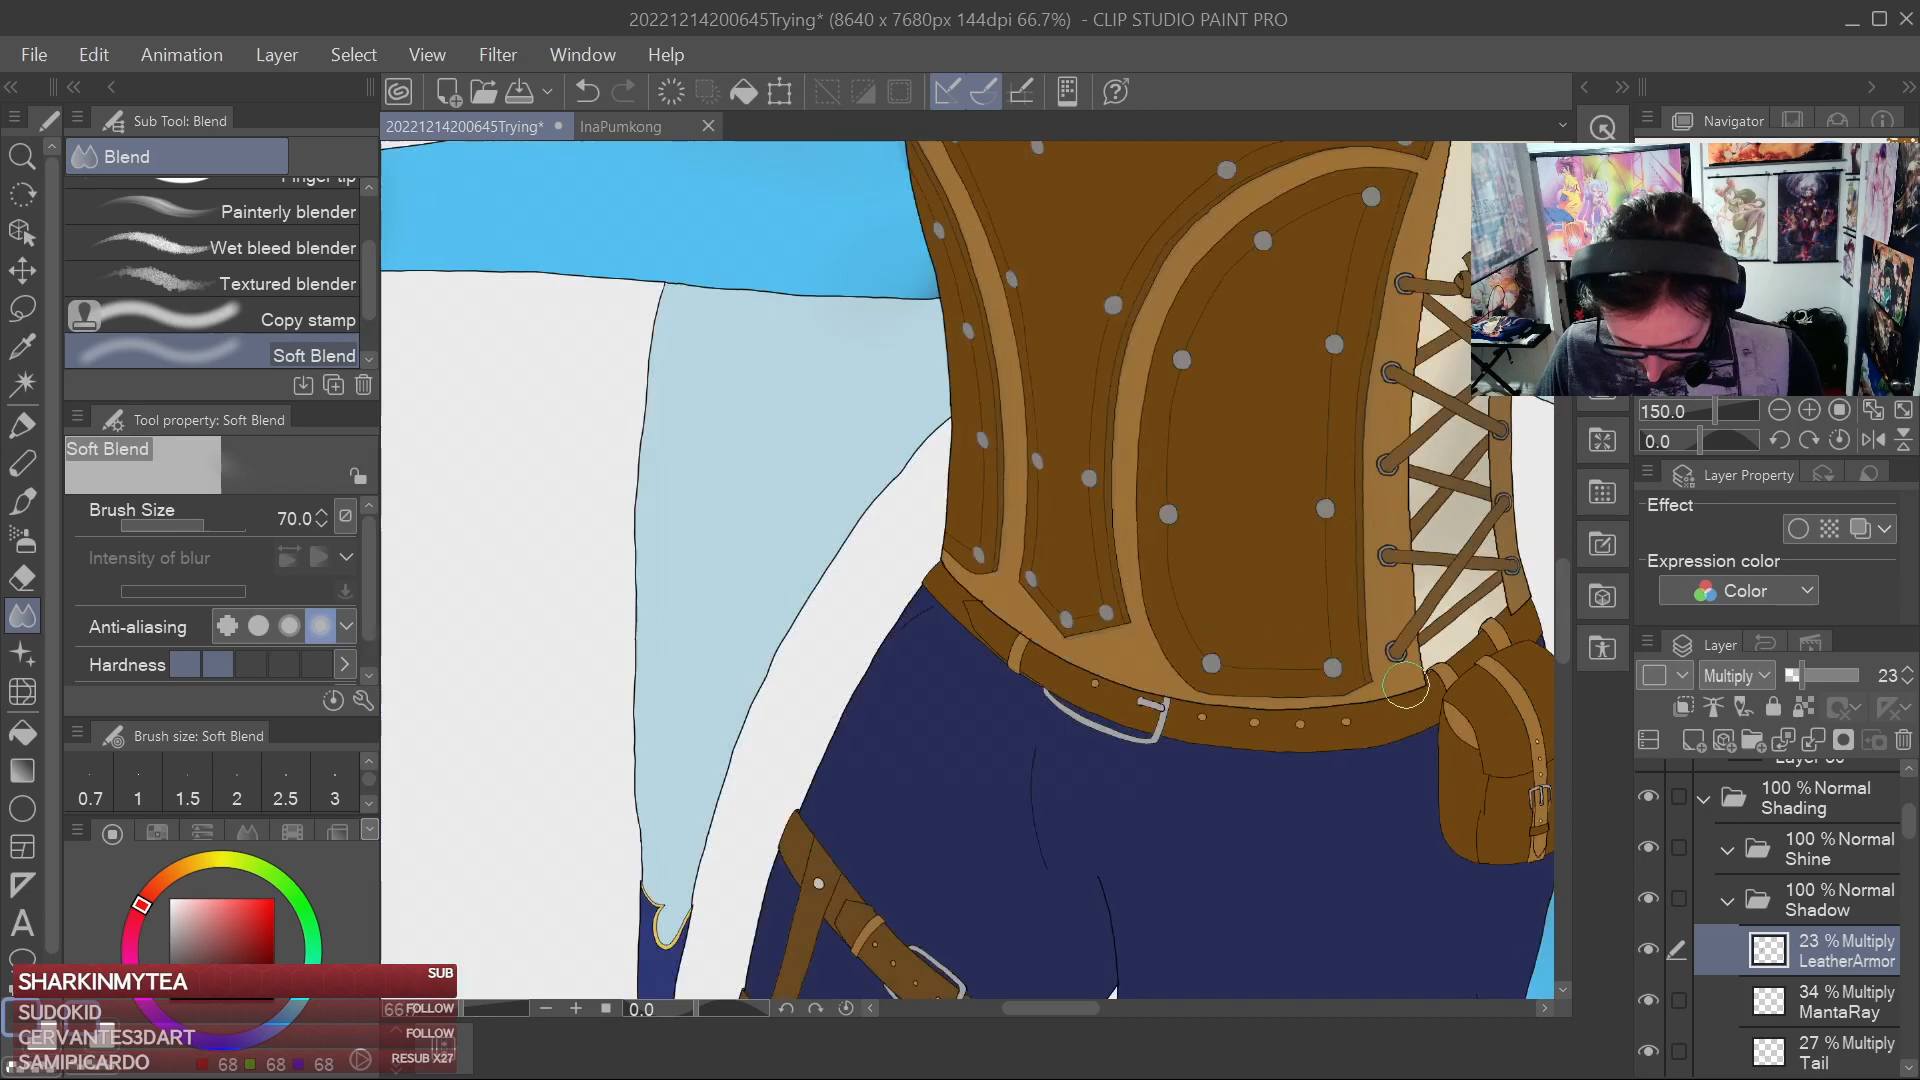 20221214200645Trying* (8640 x 7680px 144dpi 66.7%)  - CLIP STUDIO PAINT PRO
File Edit Animation Layer Select View Filter Window Help
Sub Tool: Blend
20221214200645Trying*
InaPumkong
Navigator
Blend
Finger tip
Painterly blender
Wet bleed blender
Textured blender
Copy stamp
Soft Blend
150.0
0.0
Tool property: Soft Blend
Soft Blend
Layer Property
Effect
Brush Size 70.0
Intensity of blur
Expression color
Color
Anti-aliasing
Hardness
Layer
Multiply 23
Brush size: Soft Blend
0.7 1 1.5 2 2.5 3
100 % Normal
Shading
100 % Normal
Shine
100 % Normal
Shadow
23 % Multiply
LeatherArmor
34 % Multiply
MantaRay
27 % Multiply
Tail
SHARKINMYTEA SUB
SUDOKID FOLLOW
CERVANTES3DART FOLLOW
SAMIPICARDO RESUB X27
0.0
68 68 68